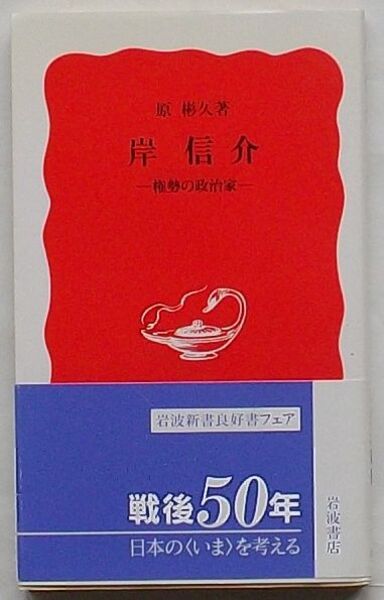 原 彬久著
岸 信介
—権勢の政治家—
岩波新書良好書フェア
戦後50年
日本の〈いま〉を考える
岩波書店